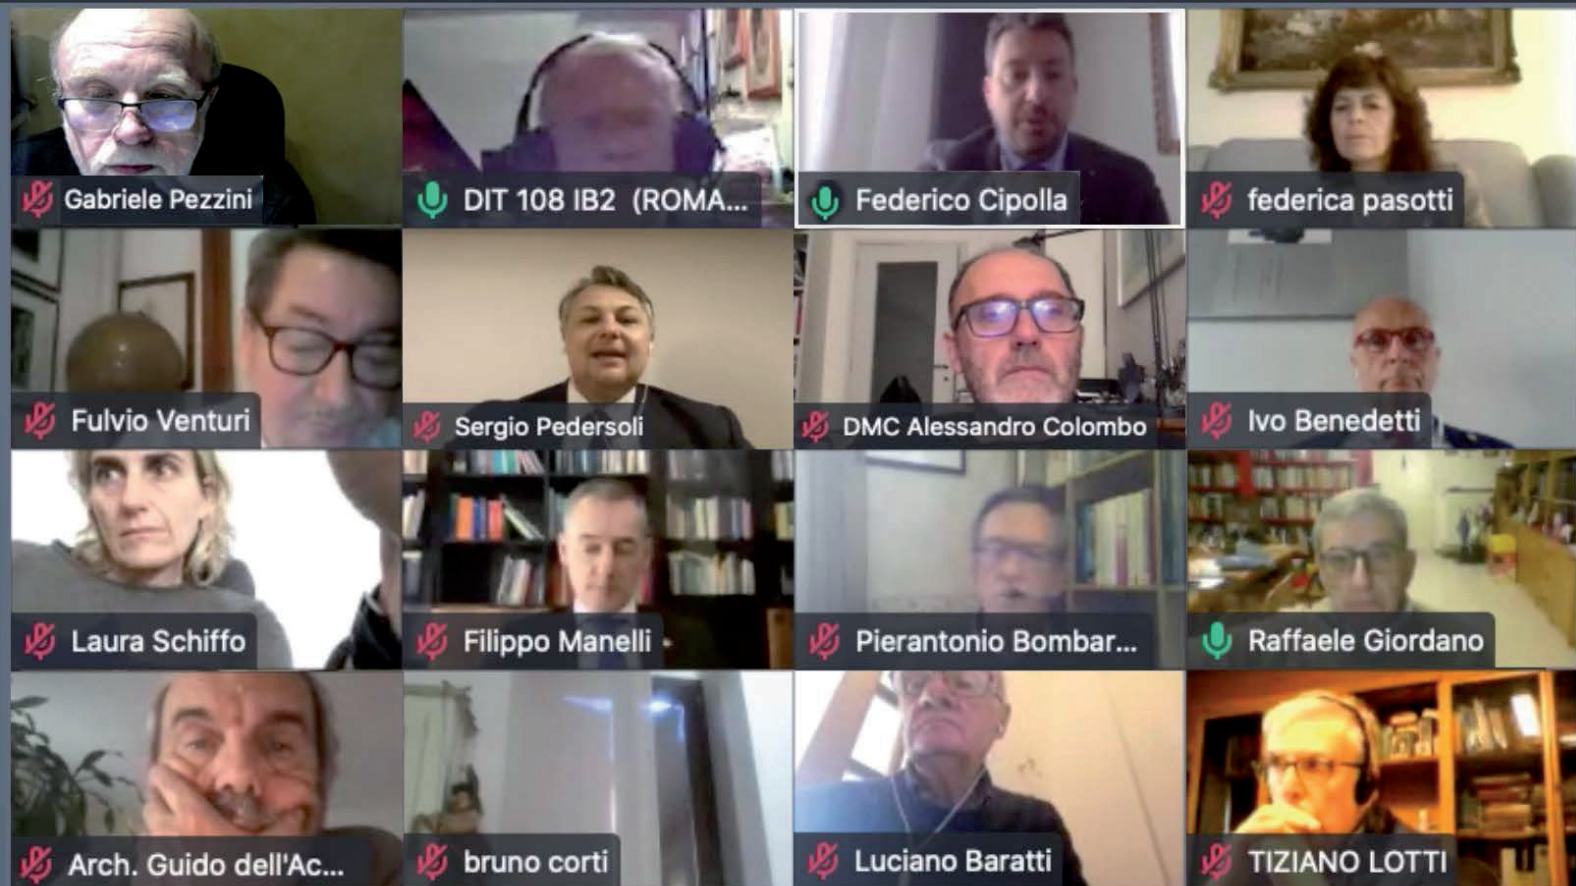 Gabriele Pezzini
DIT 108 IB2 (ROMA...
Federico Cipolla
federica pasotti
Fulvio Venturi
Sergio Pedersoli
DMC Alessandro Colombo
Ivo Benedetti
Laura Schiffo
Filippo Manelli
Pierantonio Bombar...
Raffaele Giordano
Arch. Guido dell'Ac...
bruno corti
Luciano Baratti
TIZIANO LOTTI